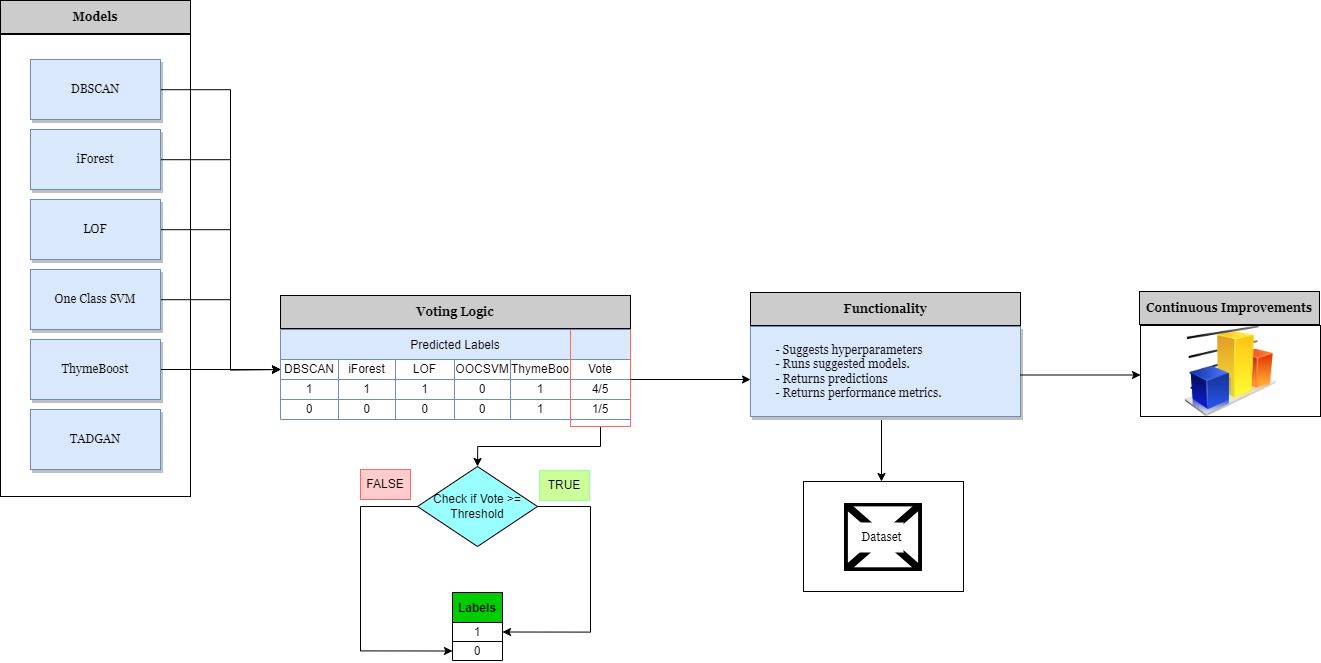 Models
DBSCAN
iForest
LOF
One Class SVM
ThymeBoost
TADGAN
Voting Logic
Predicted Labels
DBSCAN iForest LOF OOCSVM ThymeBoo Vote
1 1 1 0 1 4/5
0 0 0 0 1 1/5
FALSE
TRUE
Check if Vote >=
Threshold
Labels
1
0
Functionality
- Suggests hyperparameters
- Runs suggested models.
- Returns predictions
- Returns performance metrics.
Dataset
Continuous Improvements